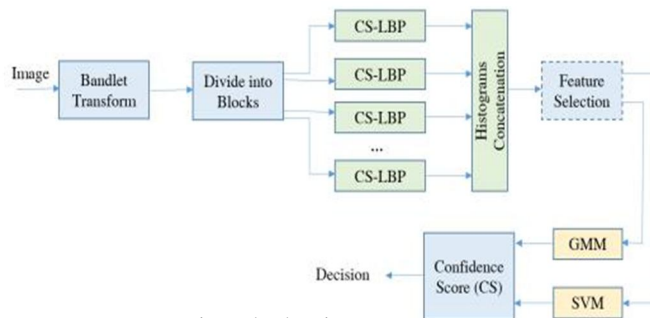 Image
Bandlet
Transform
Divide into
Blocks
CS-LBP
CS-LBP
CS-LBP
...
CS-LBP
Histograms
Concatenation
Feature
Selection
GMM
SVM
Confidence
Score (CS)
Decision